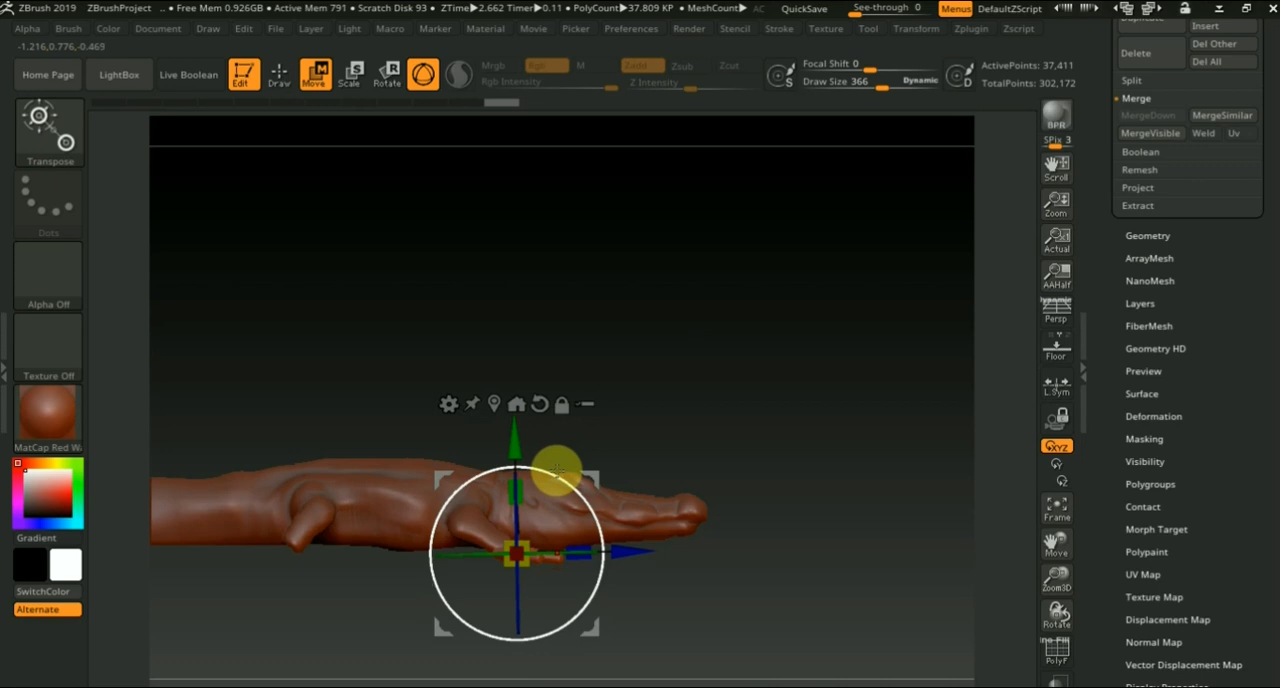 ZBrush 2019 ZBrushProject .. • Free Mem 0.926GB • Active Mem 791 • Scratch Disk 93 • ZTime▶2.662 Timer▶0.11 • PolyCount▶37.809 KP • MeshCount▶ AC QuickSave See-through 0 Menus DefaultZScript
Alpha Brush Color Document Draw Edit File Layer Light Macro Marker Material Movie Picker Preferences Render Stencil Stroke Texture Tool Transform Zplugin Zscript
-1.216,0.776,-0.469
Home Page LightBox Live Boolean Edit Draw Move Scale Rotate
Mrgb Rgb M Zadd Zsub Zcut
Rgb Intensity Z Intensity
Focal Shift 0
Draw Size 366 Dynamic
ActivePoints: 37,411
TotalPoints: 302,172
Transpose
Dots
Alpha Off
Texture Off
MatCap Red Wa
Gradient
SwitchColor
Alternate
BPR
SPix 3
Scroll
Zoom
Actual
AAHalf
Dynamic
Persp
Floor
L.Sym
XYZ
Frame
Move
Zoom3D
Rotate
PolyF
Duplicate Insert
Delete Del Other
Del All
Split
Merge
MergeDown MergeSimilar
MergeVisible Weld Uv
Boolean
Remesh
Project
Extract
Geometry
ArrayMesh
NanoMesh
Layers
FiberMesh
Geometry HD
Preview
Surface
Deformation
Masking
Visibility
Polygroups
Contact
Morph Target
Polypaint
UV Map
Texture Map
Displacement Map
Normal Map
Vector Displacement Map
Display Properties